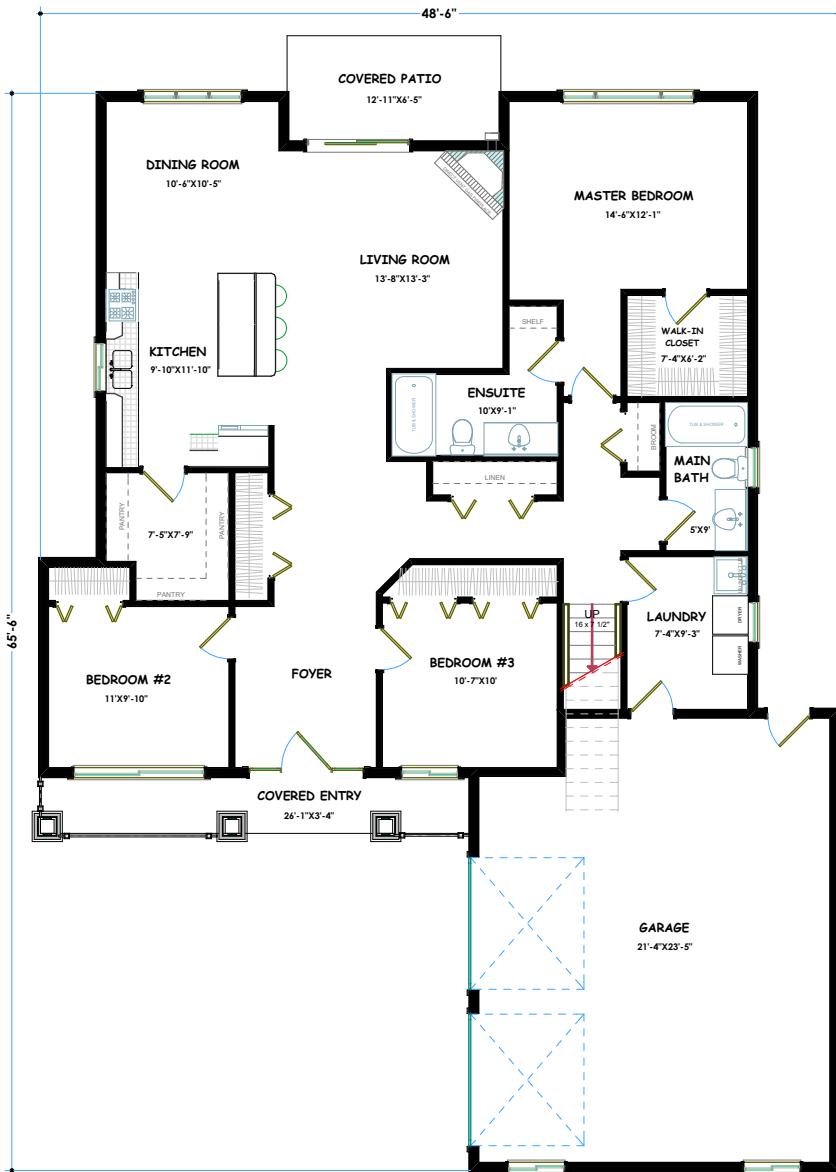 48'-6"
COVERED PATIO
12'-11"X6'-5"
DINING ROOM
10'-6"X10'-5"
MASTER BEDROOM
14'-6"X12'-1"
LIVING ROOM
13'-8"X13'-3"
SHELF
WALK-IN
CLOSET
7'-4"X6'-2"
KITCHEN
9'-10"X11'-10"
ENSUITE
10'X9'-1"
TUB & SHOWER
TUB & SHOWER
BROOM
MAIN
BATH
5'X9'
LINEN
PANTRY
7'-5"X7'-9"
PANTRY
PANTRY
65'-6"
UP
16 x 7 1/2"
LAUNDRY
7'-4"X9'-3"
DRYER
WASHER
BEDROOM #2
11'X9'-10"
FOYER
BEDROOM #3
10'-7"X10'
COVERED ENTRY
26'-1"X3'-4"
GARAGE
21'-4"X23'-5"